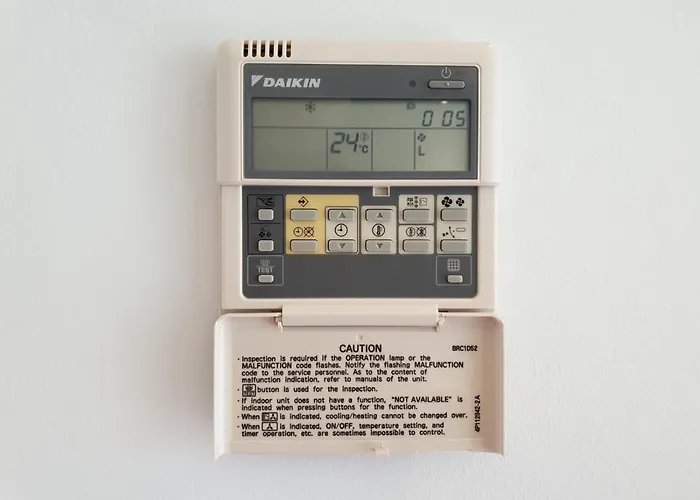 DAIKIN
0 05
24°C
L
TEST
CAUTION
BRC1D52
· Inspection is required if the OPERATION lamp or the
MALFUNCTION code flashes. Notify the flashing MALFUNCTION
code to the service personnel. As to the content of
malfunction indication, refer to manuals of the unit.
· button is used for the inspection.
· If indoor unit does not have a function, "NOT AVAILABLE" is
indicated when pressing buttons for the function.
· When is indicated, cooling/heating cannot be changed over.
· When is indicated, ON/OFF, temperature setting, and
timer operation, etc. are sometimes impossible to control.
4P112942-2A